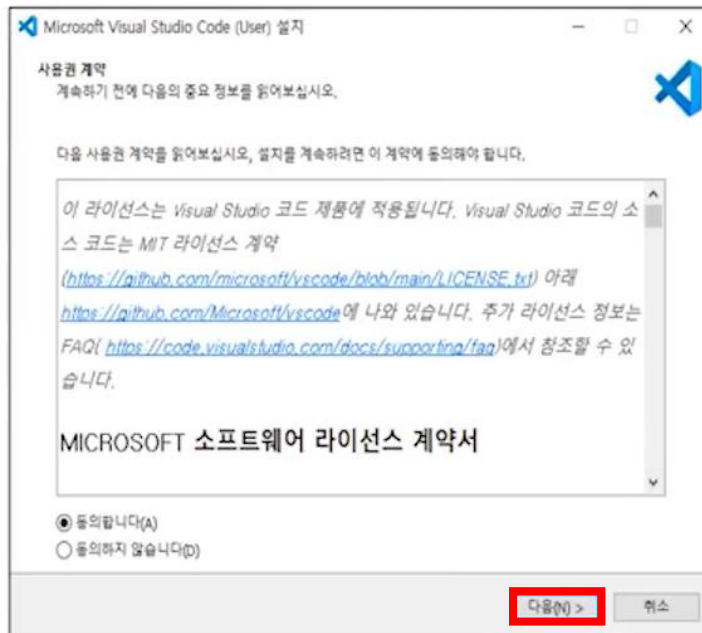 Microsoft Visual Studio Code (User) 설치
사용권 계약
계속하기 전에 다음의 중요 정보를 읽어보십시오.
다음 사용권 계약을 읽어보십시오, 설치를 계속하려면 이 계약에 동의해야 합니다.
이 라이선스는 Visual Studio 코드 제품에 적용됩니다. Visual Studio 코드의 소
스 코드는 MIT 라이선스 계약
(https://github.com/microsoft/vscode/blob/main/LICENSE.txt) 아래
https://github.com/Microsoft/vscode에 나와 있습니다. 추가 라이선스 정보는
FAQ( https://code.visualstudio.com/docs/supporting/faq)에서 참조할 수 있
습니다.
MICROSOFT 소프트웨어 라이선스 계약서
동의합니다(A)
동의하지 않습니다(D)
다음(N) >
취소